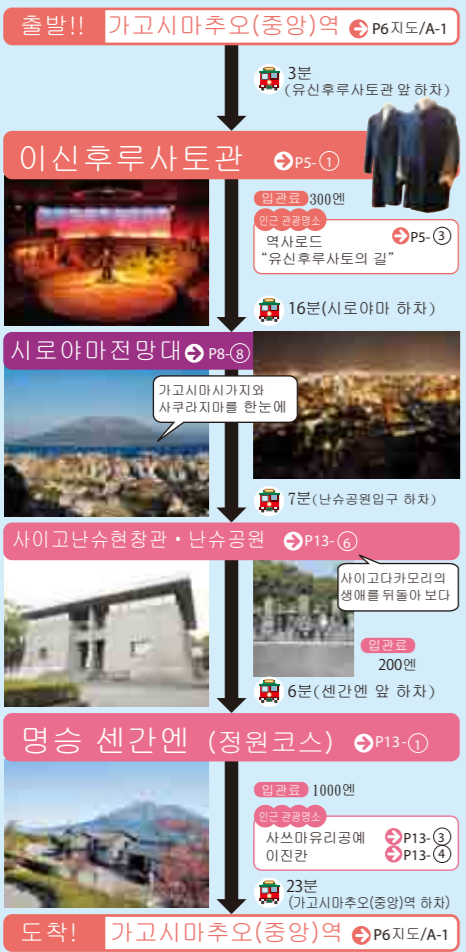 출발!! 가고시마추오(중앙)역 P6지도/A-1
3분
(유신후루사토관 앞 하차)
이신후루사토관 P5-①
입관료 300엔
인근 관광명소
역사로드 P5-③
“유신후루사토의 길”
16분(시로야마 하차)
시로야마전망대 P8-⑧
가고시마시가지와
사쿠라지마를 한눈에
7분(난슈공원입구 하차)
사이고난슈현창관・난슈공원 P13-⑥
사이고다카모리의
생애를 뒤돌아 보다
입관료
200엔
6분(센간엔 앞 하차)
명승 센간엔 (정원코스) P13-①
입관료 1000엔
인근 관광명소
사쓰마유리공예 P13-③
이진칸 P13-④
23분
(가고시마추오(중앙)역 하차)
도착! 가고시마추오(중앙)역 P6지도/A-1